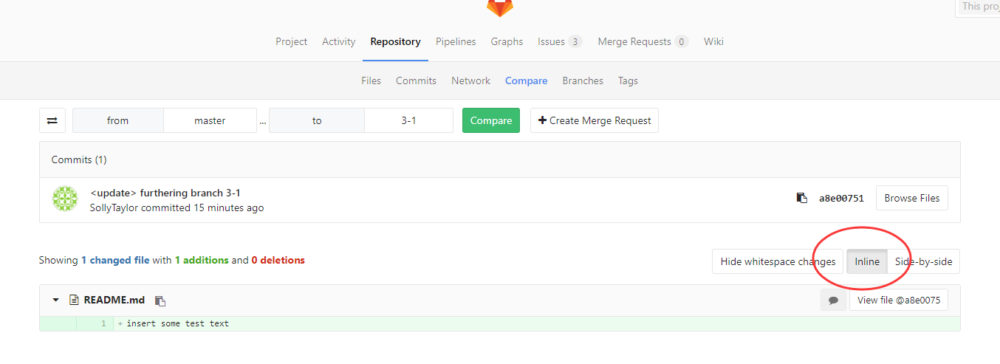 This proj
Project Activity Repository Pipelines Graphs Issues 3 Merge Requests 0 Wiki
Files Commits Network Compare Branches Tags
from master ... to 3-1 Compare + Create Merge Request
Commits (1)
<update> furthering branch 3-1
SollyTaylor committed 15 minutes ago
a8e00751 Browse Files
Showing 1 changed file with 1 additions and 0 deletions
Hide whitespace changes Inline Side-by-side
README.md
View file @a8e0075
1 + insert some test text